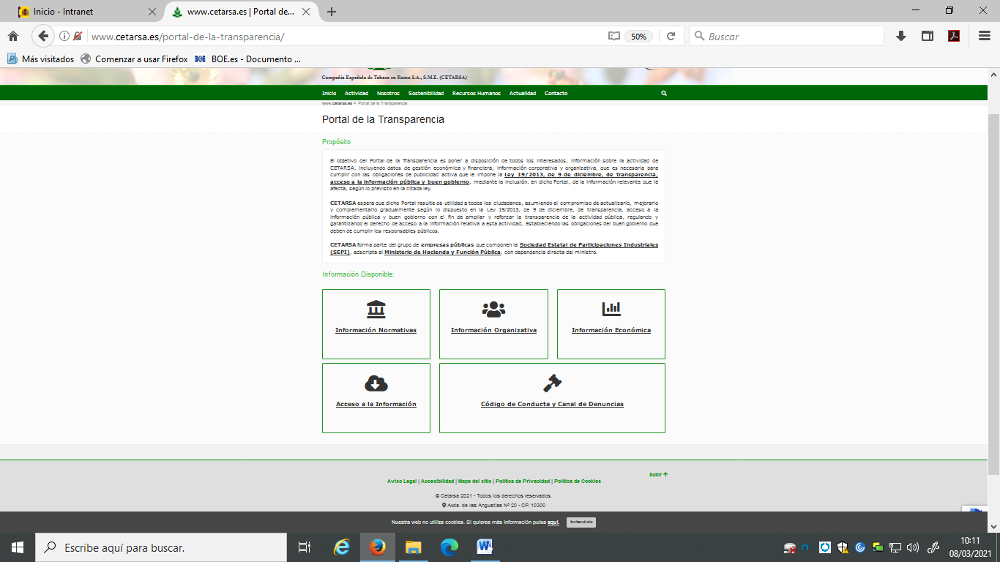 Inicio - Intranet
www.cetarsa.es | Portal de...
www.cetarsa.es/portal-de-la-transparencia/
50%
Buscar
Más visitados
Comenzar a usar Firefox
BOE.es - Documento ...
Compañía Española de Tabaco en Rama S.A., S.M.E. (CETARSA)
Inicio Actividad Nosotros Sostenibilidad Recursos Humanos Actualidad Contacto
www.cetarsa.es » Portal de la Transparencia
Portal de la Transparencia
Propósito
El objetivo del Portal de la Transparencia es poner a disposición de todos los interesados, información sobre la actividad de
CETARSA, incluyendo datos de gestión económica y financiera, información corporativa y organizativa, que es necesaria para
cumplir con las obligaciones de publicidad activa que le impone la Ley 19/2013, de 9 de diciembre, de transparencia,
acceso a la información pública y buen gobierno, mediante la inclusión, en dicho Portal, de la información relevante que le
afecta, según lo previsto en la citada ley.
CETARSA espera que dicho Portal resulte de utilidad a todos los ciudadanos, asumiendo el compromiso de actualizarlo, mejorarlo
y complementarlo gradualmente según lo dispuesto en la Ley 19/2013, de 9 de diciembre, de transparencia, acceso a la
información pública y buen gobierno con el fin de ampliar y reforzar la transparencia de la actividad pública, regulando y
garantizando el derecho de acceso a la información relativa a esta actividad, estableciendo las obligaciones del buen gobierno que
deben de cumplir los responsables públicos.
CETARSA forma parte del grupo de empresas públicas que componen la Sociedad Estatal de Participaciones Industriales
(SEPI), adscripta al Ministerio de Hacienda y Función Pública, con dependencia directa del ministro.
Información Disponible:
Información Normativas
Información Organizativa
Información Económica
Acceso a la Información
Código de Conducta y Canal de Denuncias
Subir
Aviso Legal | Accesibilidad | Mapa del sitio | Política de Privacidad | Política de Cookies
© Cetarsa 2021 - Todos los derechos reservados.
Avda. de las Angustias Nº 20 - CP. 10300
Nuestra web no utiliza cookies. Si quieres más información pulsa aquí. Entendido
Escribe aquí para buscar.
10:11
08/03/2021